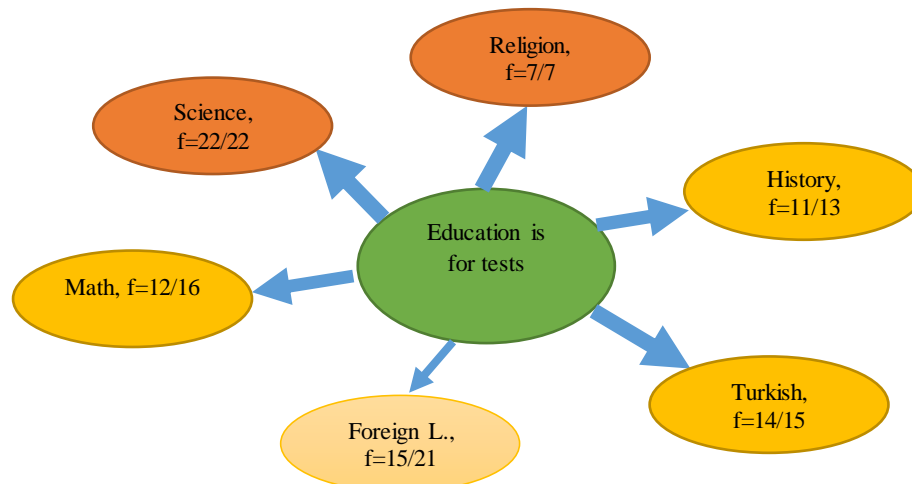 Religion,
f=7/7
Science,
f=22/22
History,
f=11/13
Education is
for tests
Math, f=12/16
Turkish,
f=14/15
Foreign L.,
f=15/21